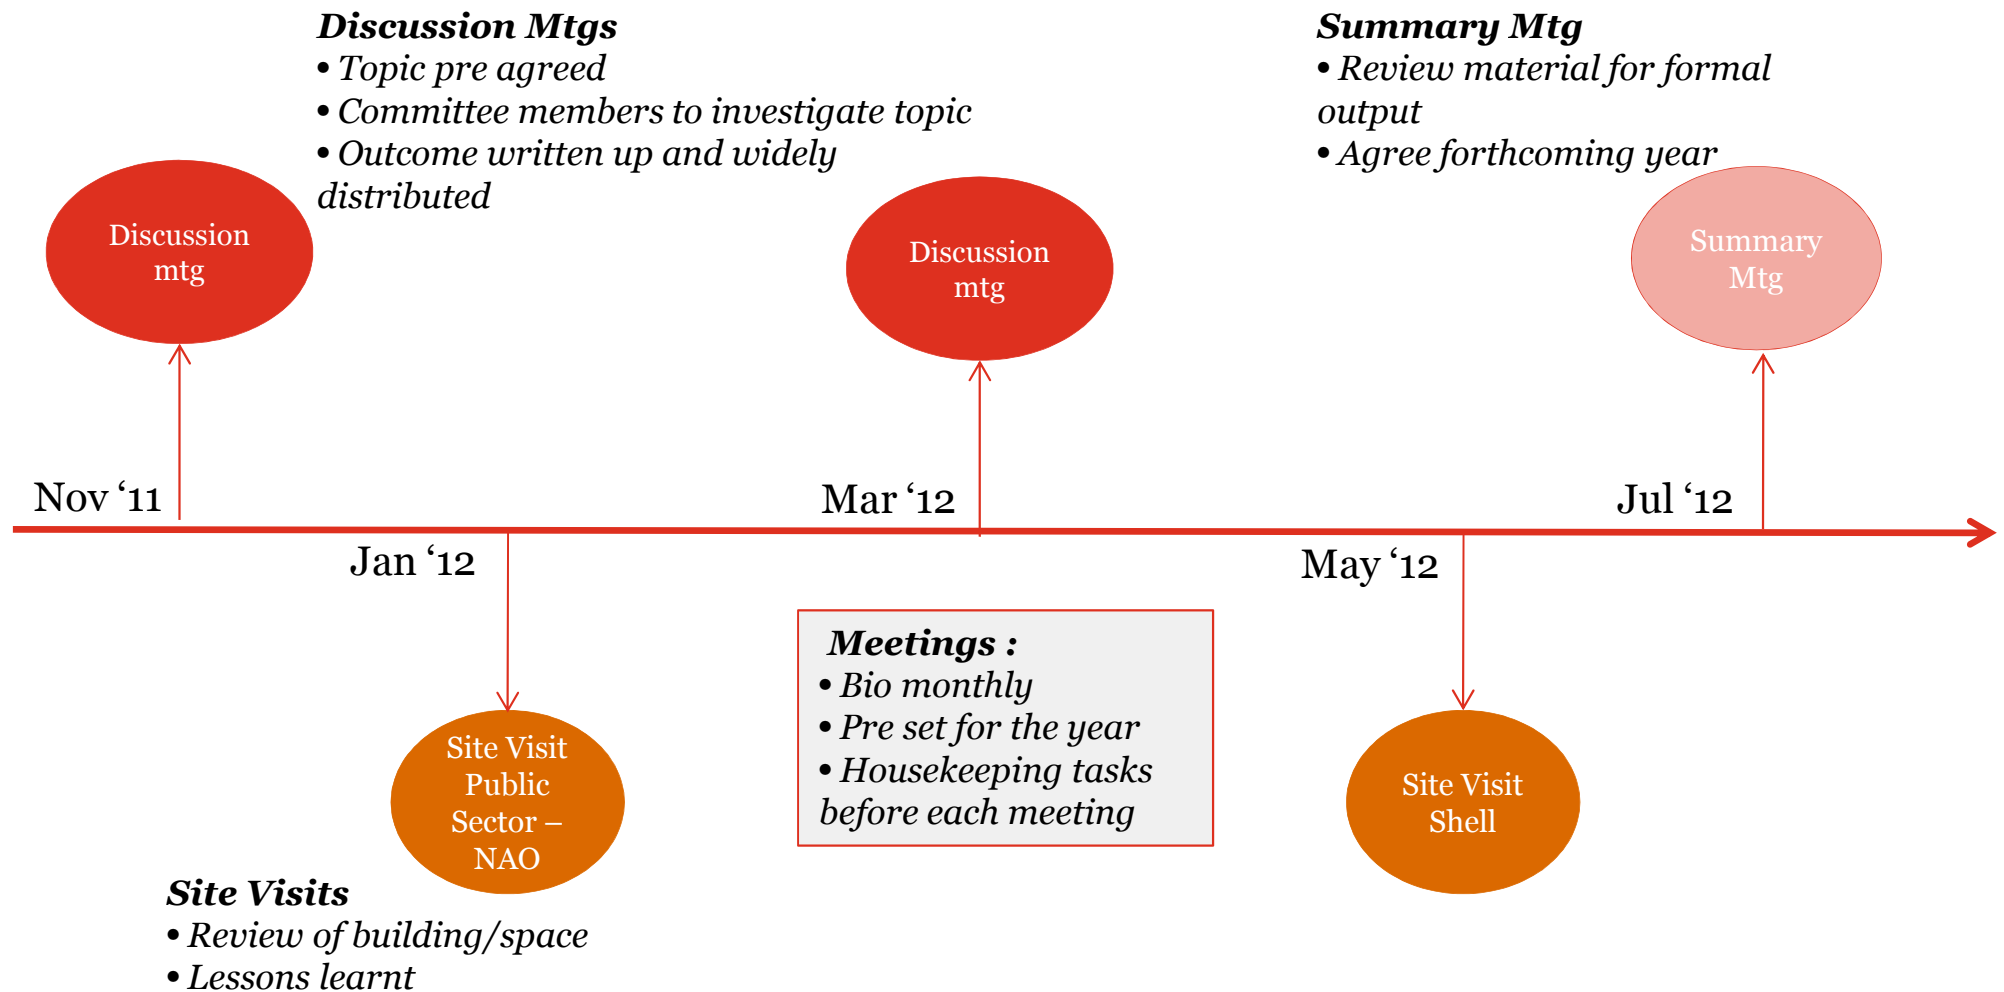 Discussion Mtgs
• Topic pre agreed
• Committee members to investigate topic
• Outcome written up and widely
distributed
Summary Mtg
• Review material for formal
output
• Agree forthcoming year
Discussion
mtg
Discussion
mtg
Summary
Mtg
Nov ‘11
Mar ‘12
Jul ‘12
Jan ‘12
May ‘12
Meetings :
• Bio monthly
• Pre set for the year
• Housekeeping tasks
before each meeting
Site Visit
Public
Sector –
NAO
Site Visit
Shell
Site Visits
• Review of building/space
• Lessons learnt